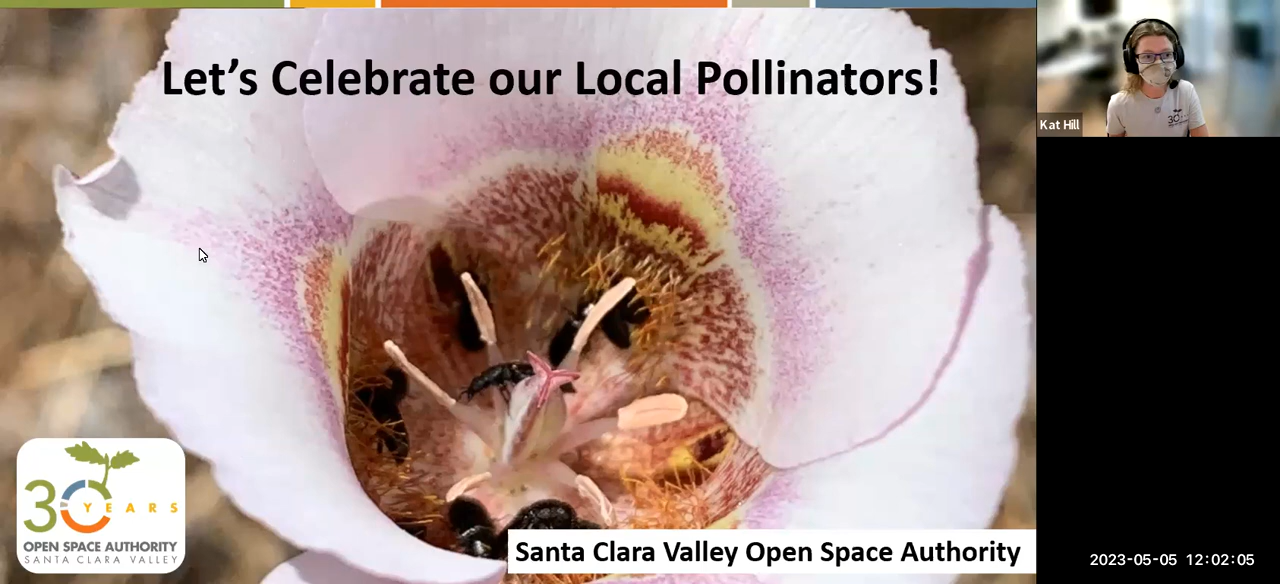 Let's Celebrate our Local Pollinators!
Kat Hill
30
YEARS
OPEN SPACE AUTHORITY
SANTA CLARA VALLEY
Santa Clara Valley Open Space Authority
2023-05-05 12:02:05